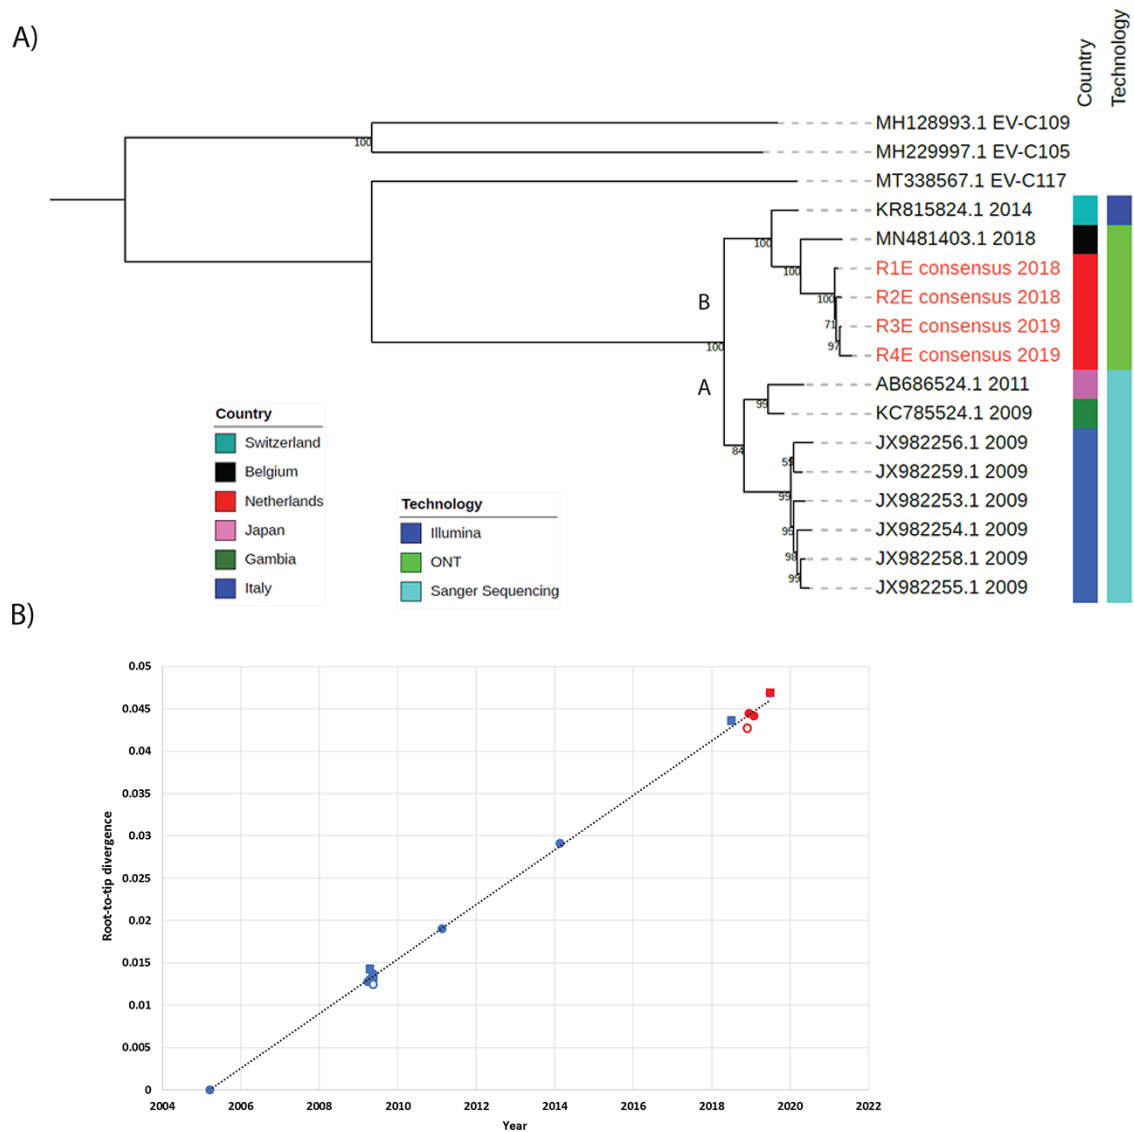 A)
Country
Technology
MH128993.1 EV-C109
100
MH229997.1 EV-C105
MT338567.1 EV-C117
KR815824.1 2014
100
MN481403.1 2018
R1E consensus 2018
100
R2E consensus 2018
100
B
R3E consensus 2019
71
97
R4E consensus 2019
100
A
AB686524.1 2011
99
KC785524.1 2009
JX982256.1 2009
84
59
JX982259.1 2009
99
JX982253.1 2009
JX982254.1 2009
95
98
JX982258.1 2009
99
JX982255.1 2009
Country
Switzerland
Belgium
Netherlands
Japan
Gambia
Italy
Technology
Illumina
ONT
Sanger Sequencing
B)
Root-to-tip divergence
0.05
0.045
0.04
0.035
0.03
0.025
0.02
0.015
0.01
0.005
0
2004 2006 2008 2010 2012 2014 2016 2018 2020 2022
Year